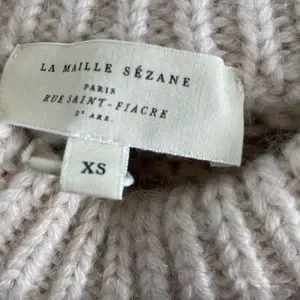 LA MAILLE SÉZANE
PARIS
RUE SAINT-FIACRE
2e ARR.
XS